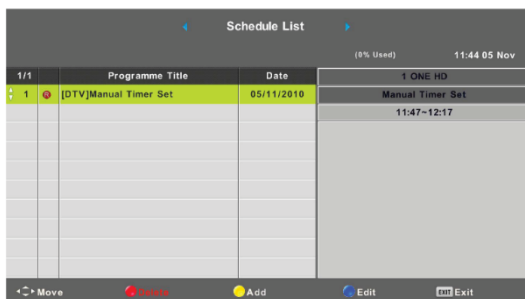 Schedule List
(0% Used) 11:44 05 Nov
1/1 Programme Title Date 1 ONE HD
1 R [DTV]Manual Timer Set 05/11/2010 Manual Timer Set
11:47~12:17
Move Delete Add Edit EXIT Exit